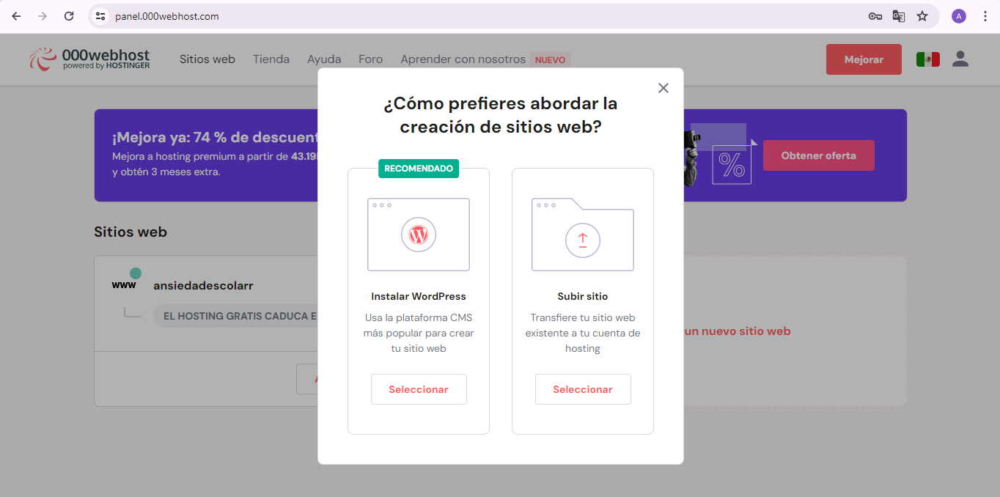 panel.000webhost.com
A
000webhost
powered by HOSTINGER
Sitios web
Tienda
Ayuda
Foro
Aprender con nosotros
NUEVO
Mejorar
¿Cómo prefieres abordar la
creación de sitios web?
¡Mejora ya: 74 % de descuent
Mejora a hosting premium a partir de 43.19
y obtén 3 meses extra.
%
Obtener oferta
RECOMENDADO
Instalar WordPress
Usa la plataforma CMS
más popular para crear
tu sitio web
Seleccionar
Subir sitio
Transfiere tu sitio web
existente a tu cuenta de
hosting
Seleccionar
Sitios web
www
ansiedadescolarr
EL HOSTING GRATIS CADUCA E
un nuevo sitio web